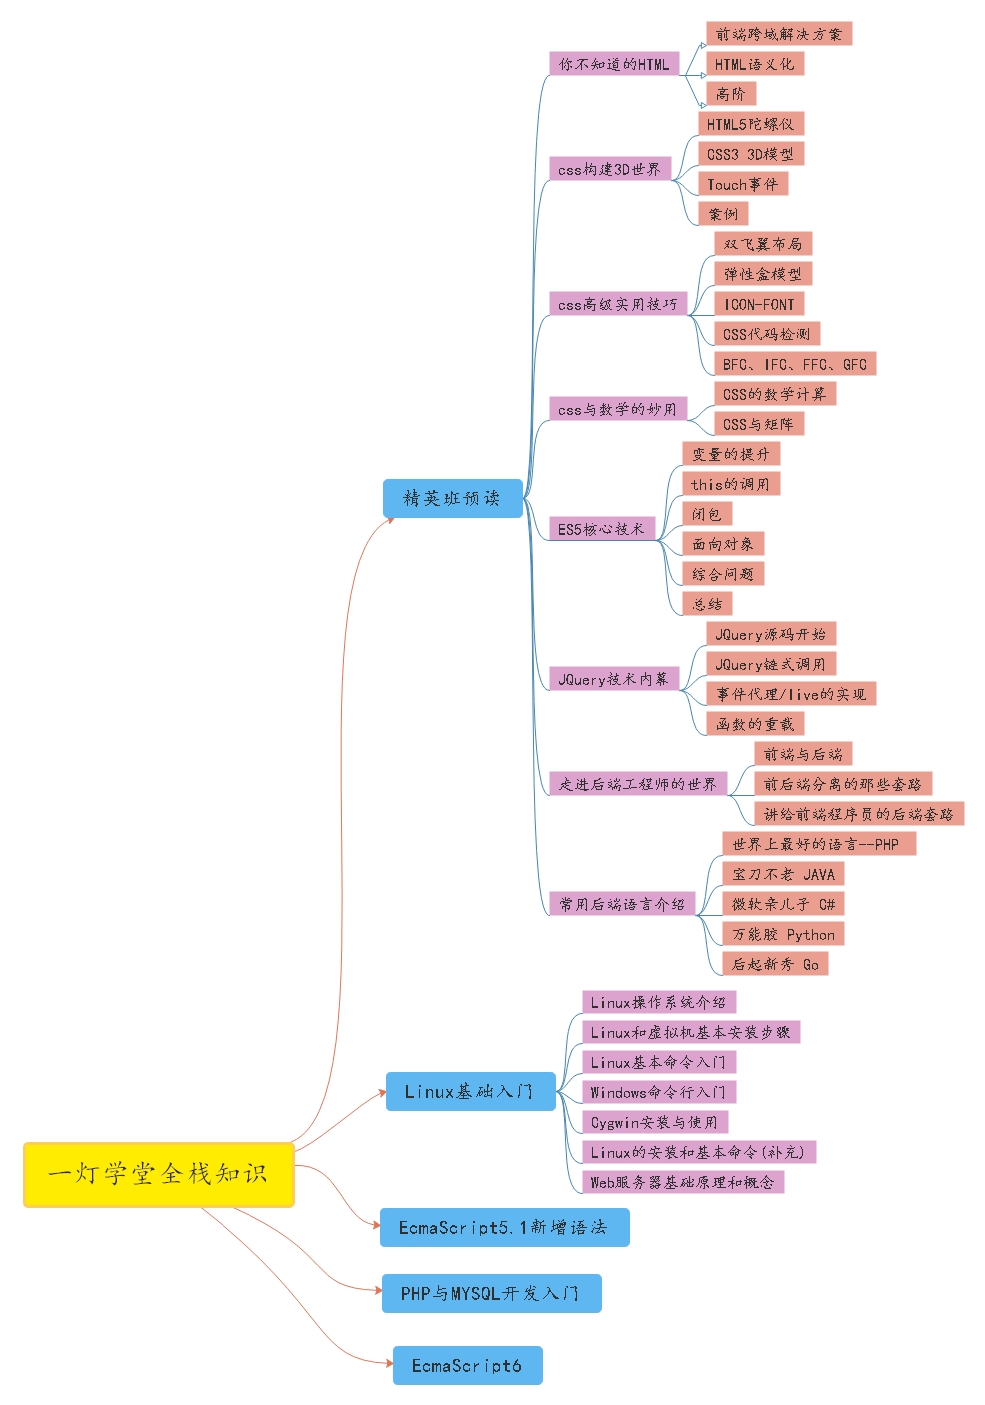 一灯学堂全栈知识
精英班预读
你不知道的HTML
前端跨域解决方案
HTML语义化
高阶
css构建3D世界
HTML5陀螺仪
CSS3 3D模型
Touch事件
案例
css高级实用技巧
双飞翼布局
弹性盒模型
ICON-FONT
CSS代码检测
BFC、IFC、FFC、GFC
css与数学的妙用
CSS的数学计算
CSS与矩阵
ES5核心技术
变量的提升
this的调用
闭包
面向对象
综合问题
总结
JQuery技术内幕
JQuery源码开始
JQuery链式调用
事件代理/live的实现
函数的重载
走进后端工程师的世界
前端与后端
前后端分离的那些套路
讲给前端程序员的后端套路
常用后端语言介绍
世界上最好的语言--PHP
宝刀不老 JAVA
微软亲儿子 C#
万能胶 Python
后起新秀 Go
Linux基础入门
Linux操作系统介绍
Linux和虚拟机基本安装步骤
Linux基本命令入门
Windows命令行入门
Cygwin安装与使用
Linux的安装和基本命令(补充)
Web服务器基础原理和概念
EcmaScript5.1新增语法
PHP与MYSQL开发入门
EcmaScript6